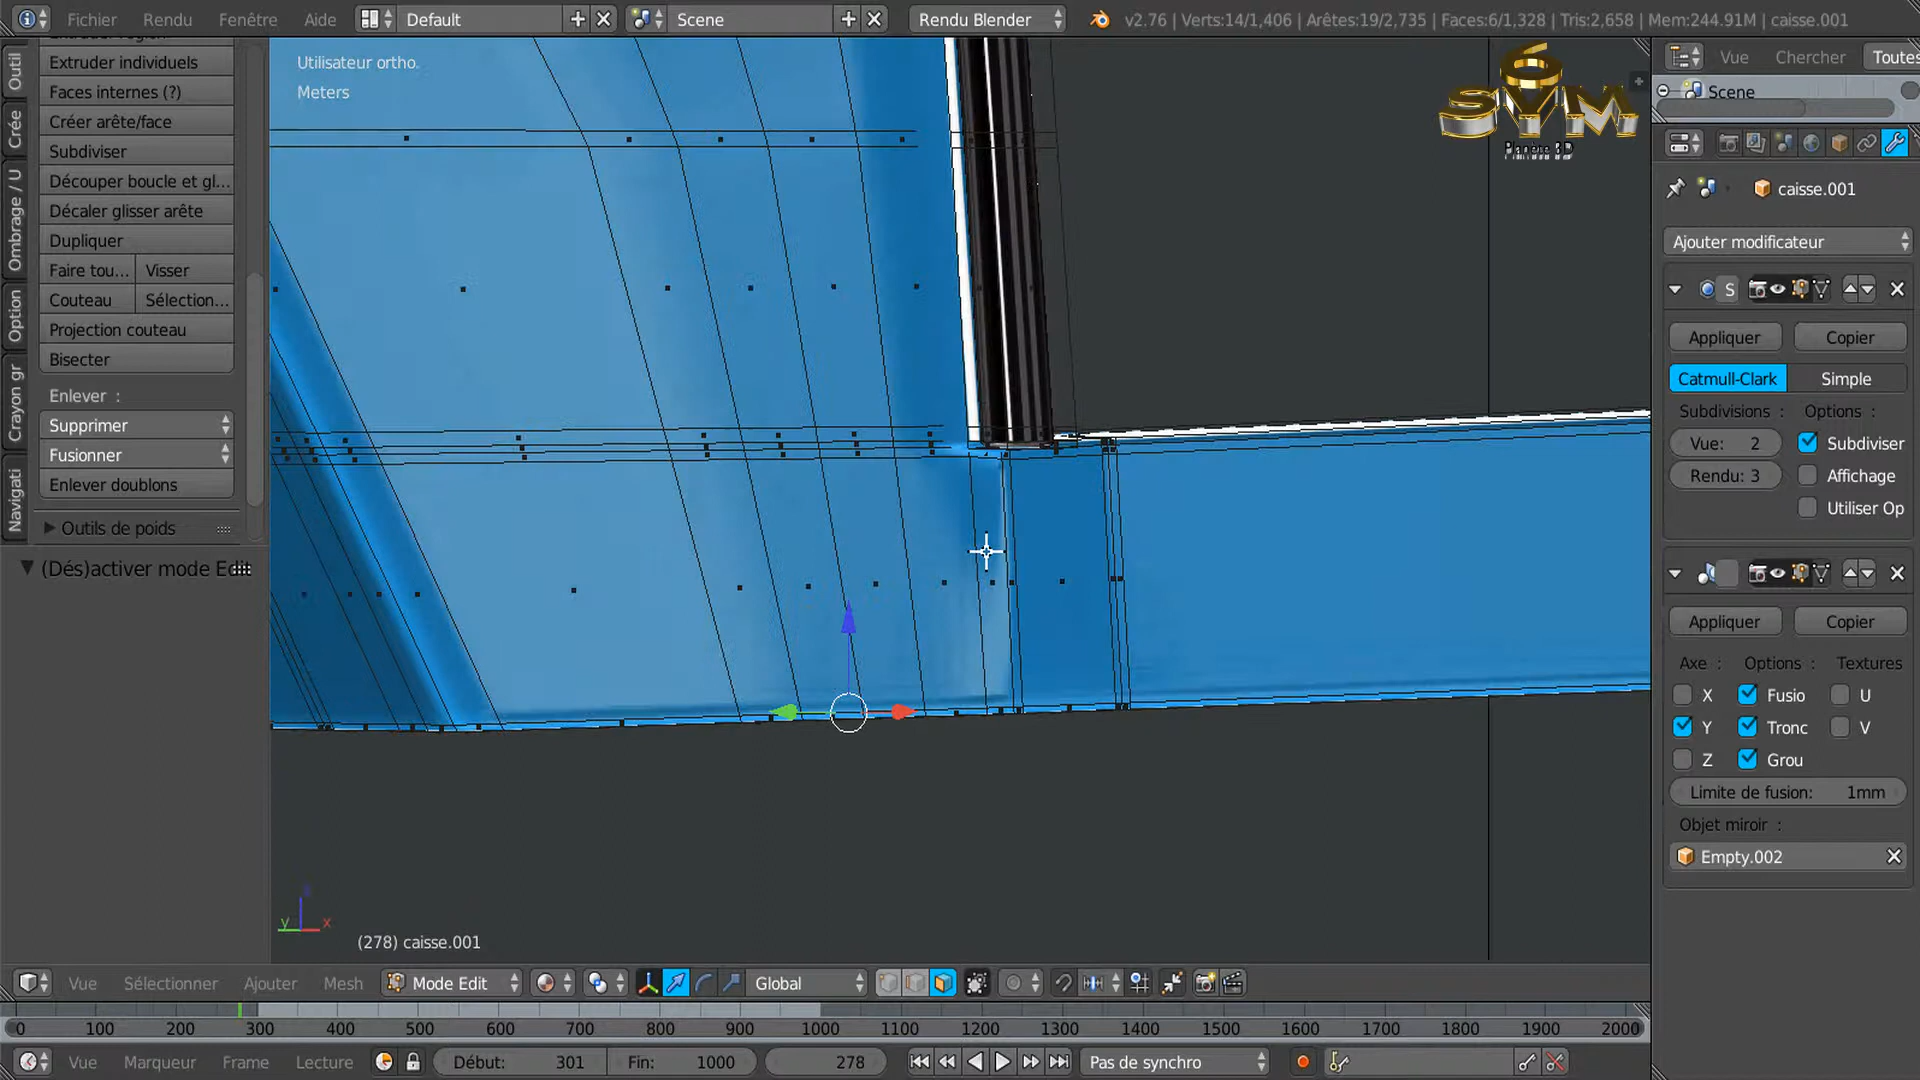 Fichier Rendu Fenêtre Aide Default Scene Rendu Blender v2.76 | Verts:14/1,406 | Arêtes:19/2,735 | Faces:6/1,328 | Tris:2,658 | Mem:244.91M | caisse.001
Outil
Crée
Ombrage / U
Option
Crayon gr
Navigati
Extruder individuels
Faces internes (?)
Créer arête/face
Subdiviser
Découper boucle et gl...
Décaler glisser arête
Dupliquer
Faire tou... Visser
Couteau Sélection...
Projection couteau
Bisecter
Enlever :
Supprimer
Fusionner
Enlever doublons
Outils de poids
(Dés)activer mode Edit
Utilisateur ortho.
Meters
6
SYM
(278) caisse.001
y x
Vue Chercher Toutes
Scene
caisse.001
Ajouter modificateur
S
Appliquer Copier
Catmull-Clark Simple
Subdivisions : Options :
Vue: 2 Subdiviser
Rendu: 3 Affichage
Utiliser Op
Appliquer Copier
Axe : Options : Textures
X Fusio U
Y Tronc V
Z Grou
Limite de fusion: 1mm
Objet miroir :
Empty.002
Vue Sélectionner Ajouter Mesh Mode Edit Global
0 100 200 300 400 500 600 700 800 900 1000 1100 1200 1300 1400 1500 1600 1700 1800 1900 2000
Vue Marqueur Frame Lecture Début: 301 Fin: 1000 278 Pas de synchro